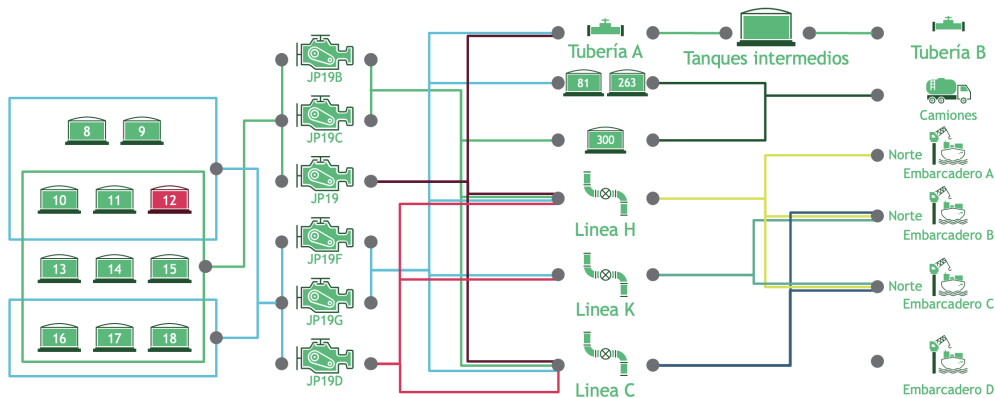 8
9
10
11
12
13
14
15
16
17
18
JP19B
JP19C
JP19
JP19F
JP19G
JP19D
Tubería A
81
263
300
Linea H
Linea K
Linea C
Tanques intermedios
Tubería B
Camiones
Norte
Embarcadero A
Norte
Embarcadero B
Norte
Embarcadero C
Embarcadero D